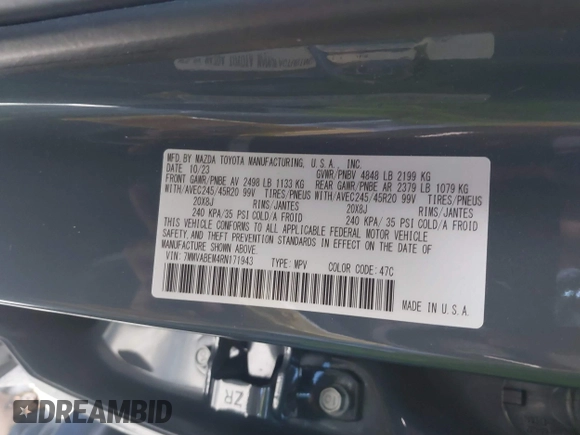 MFD. BY MAZDA TOYOTA MANUFACTURING, U.S.A., INC.
DATE 10/23 GVWR/PNBV 4848 LB 2199 KG
FRONT GAWR/PNBE AV 2498 LB 1133 KG REAR GAWR/PNBE AR 2379 LB 1079 KG
WITH/AVEC245/45R20 99V TIRES/PNEUS WITH/AVEC245/45R20 99V TIRES/PNEUS
20X8J RIMS/JANTES 20X8J RIMS/JANTES
240 KPA/35 PSI COLD/A FROID 240 KPA/ 35 PSI COLD/A FROID
THIS VEHICLE CONFORMS TO ALL APPLICABLE FEDERAL MOTOR VEHICLE
SAFETY AND THEFT PREVENTION STANDARDS IN EFFECT ON THE DATE OF
MANUFACTURE SHOWN ABOVE.
VIN: 7MMVABEM4RN171943 TYPE: MPV COLOR CODE: 47C
MADE IN U.S.A.
ZR
DREAMBID